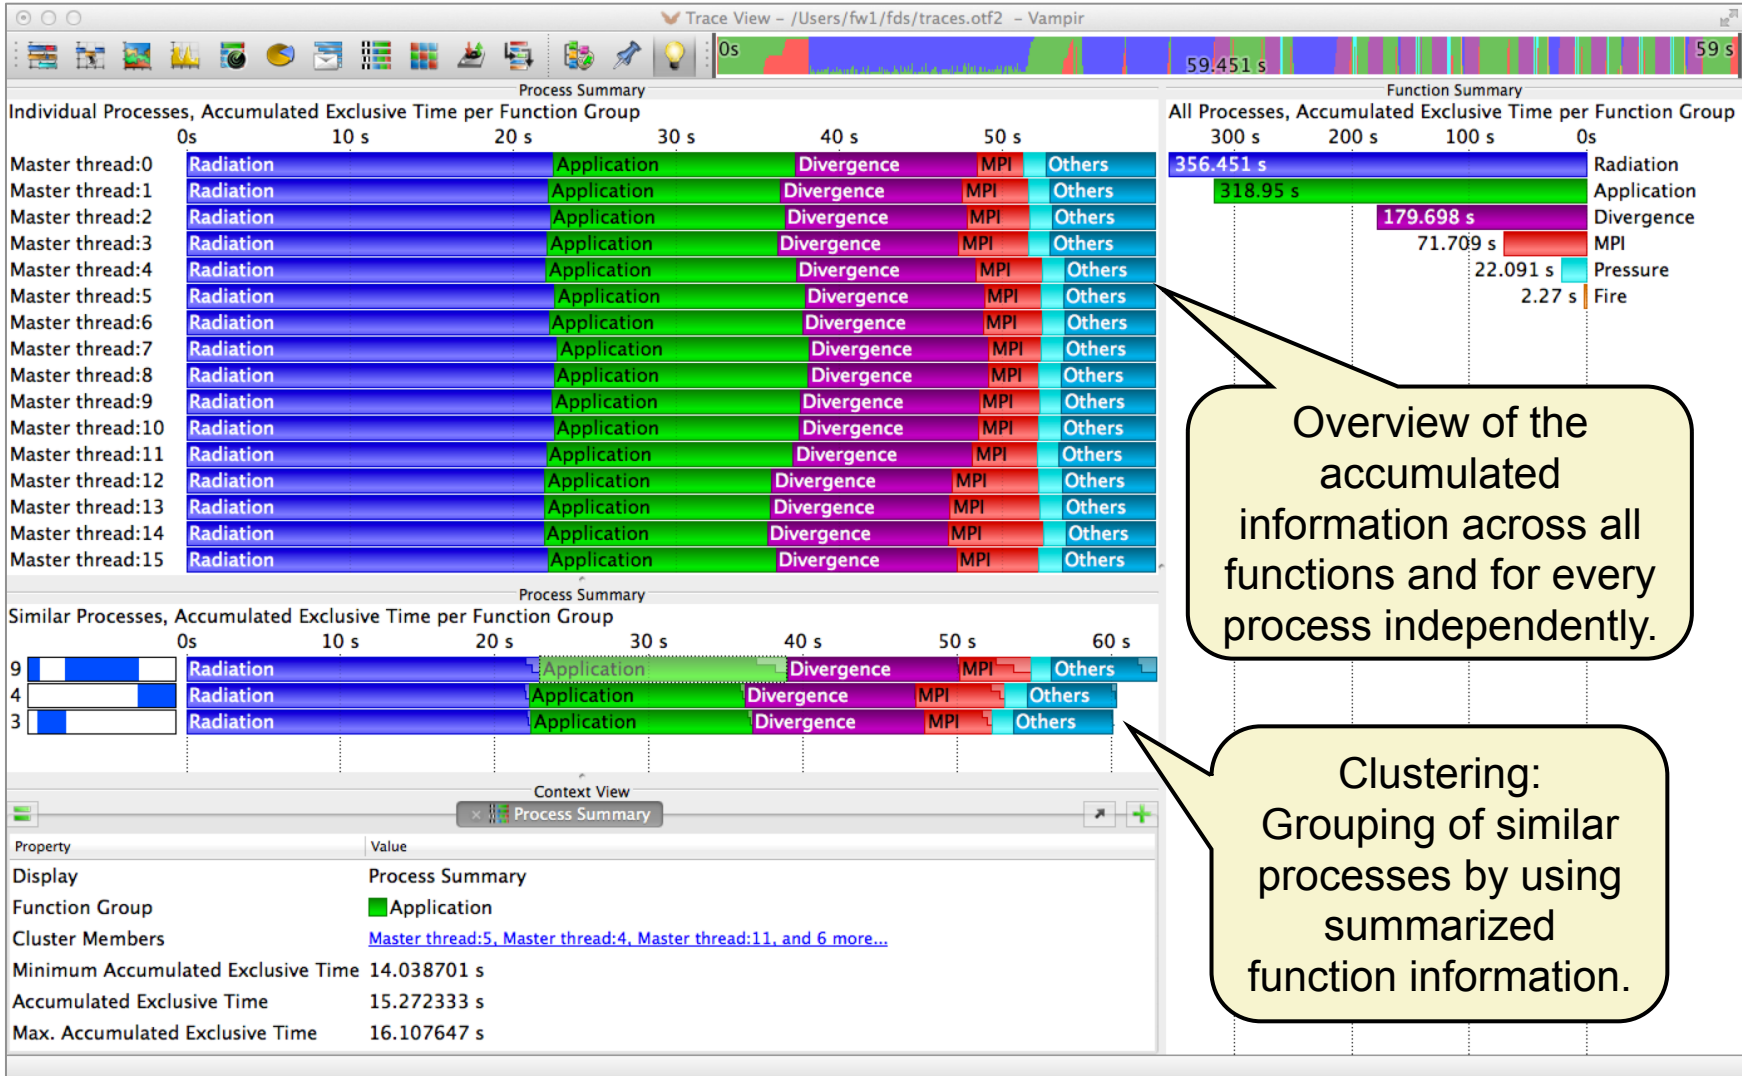 Trace View – /Users/fw1/fds/traces.otf2 – Vampir
0s
59.451 s
59 s
Process Summary
Individual Processes, Accumulated Exclusive Time per Function Group
0s 10 s 20 s 30 s 40 s 50 s
Master thread:0 Radiation Application Divergence MPI Others
Master thread:1 Radiation Application Divergence MPI Others
Master thread:2 Radiation Application Divergence MPI Others
Master thread:3 Radiation Application Divergence MPI Others
Master thread:4 Radiation Application Divergence MPI Others
Master thread:5 Radiation Application Divergence MPI Others
Master thread:6 Radiation Application Divergence MPI Others
Master thread:7 Radiation Application Divergence MPI Others
Master thread:8 Radiation Application Divergence MPI Others
Master thread:9 Radiation Application Divergence MPI Others
Master thread:10 Radiation Application Divergence MPI Others
Master thread:11 Radiation Application Divergence MPI Others
Master thread:12 Radiation Application Divergence MPI Others
Master thread:13 Radiation Application Divergence MPI Others
Master thread:14 Radiation Application Divergence MPI Others
Master thread:15 Radiation Application Divergence MPI Others
Function Summary
All Processes, Accumulated Exclusive Time per Function Group
300 s 200 s 100 s 0s
356.451 s Radiation
318.95 s Application
179.698 s Divergence
71.709 s MPI
22.091 s Pressure
2.27 s Fire
Overview of the
accumulated
information across all
functions and for every
process independently.
Process Summary
Similar Processes, Accumulated Exclusive Time per Function Group
0s 10 s 20 s 30 s 40 s 50 s 60 s
9 Radiation Application Divergence MPI Others
4 Radiation Application Divergence MPI Others
3 Radiation Application Divergence MPI Others
Clustering:
Grouping of similar
processes by using
summarized
function information.
Context View
Process Summary
Property Value
Display Process Summary
Function Group Application
Cluster Members Master thread:5, Master thread:4, Master thread:11, and 6 more...
Minimum Accumulated Exclusive Time 14.038701 s
Accumulated Exclusive Time 15.272333 s
Max. Accumulated Exclusive Time 16.107647 s